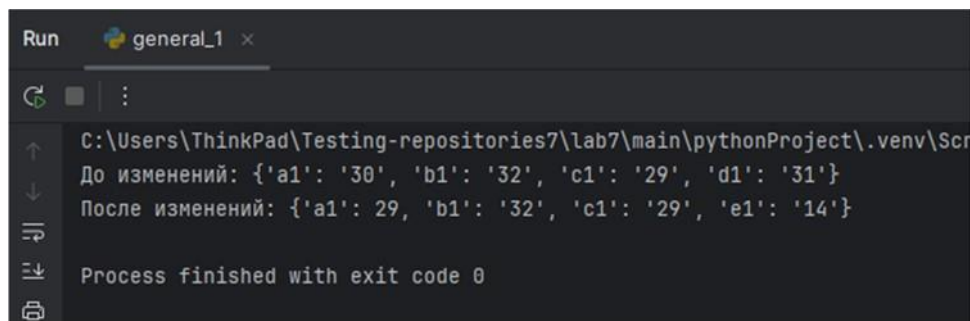 Run general_1
C:\Users\ThinkPad\Testing-repositories7\lab7\main\pythonProject\.venv\Scr
До изменений: {'a1': '30', 'b1': '32', 'c1': '29', 'd1': '31'}
После изменений: {'a1': 29, 'b1': '32', 'c1': '29', 'e1': '14'}
Process finished with exit code 0